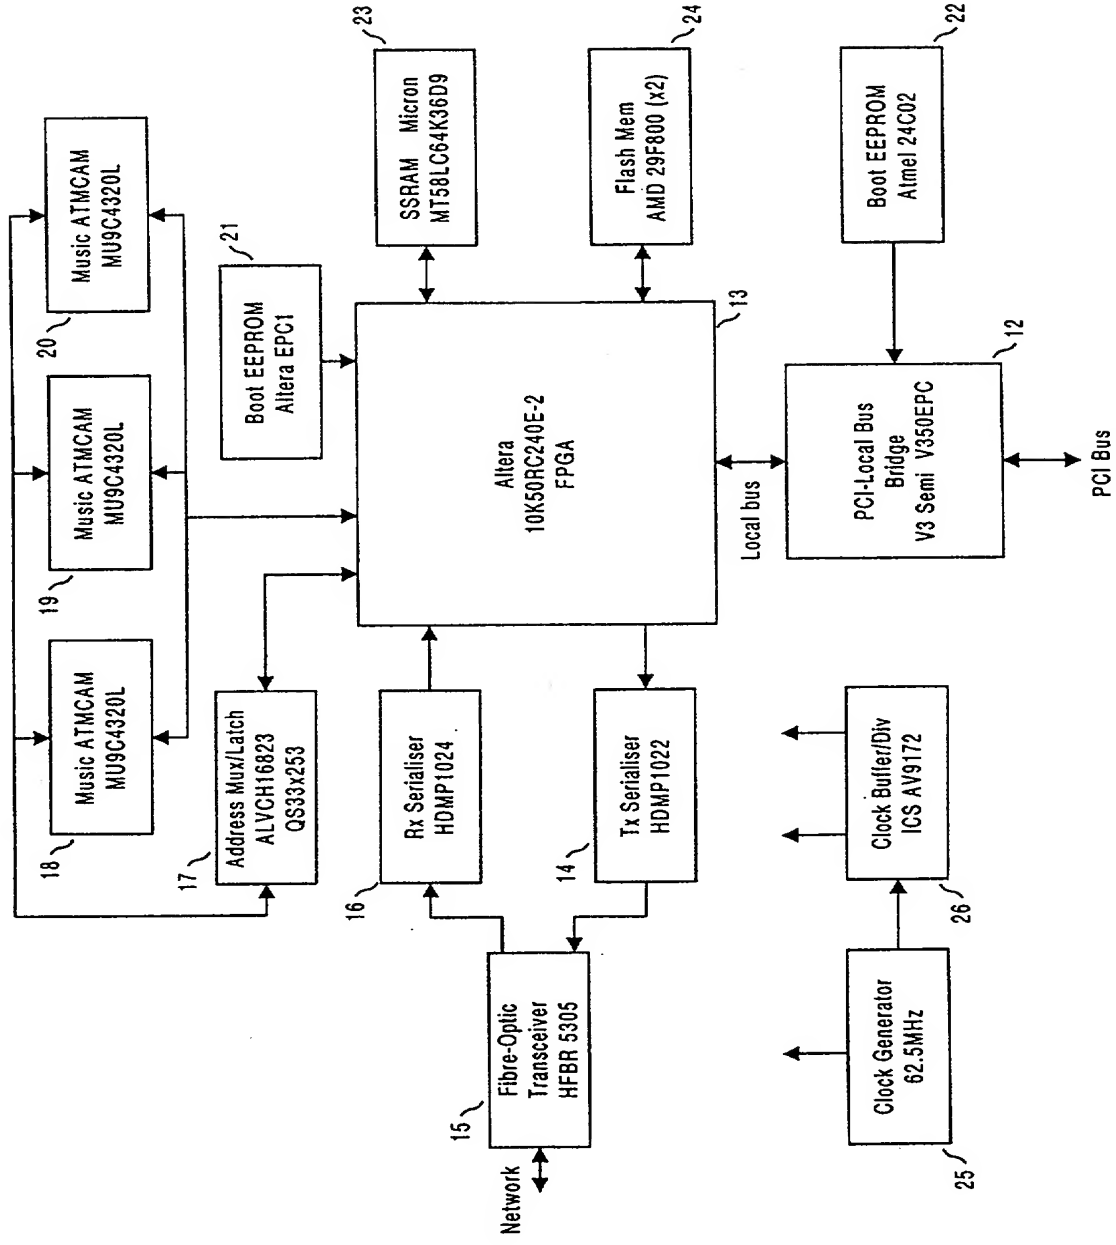 Music ATMCAM
MU9C4320L
18
Music ATMCAM
MU9C4320L
19
Music ATMCAM
MU9C4320L
20
Address Mux/Latch
ALVCH16823
QS33x253
17
Boot EEPROM
Altera EPC1
21
Rx Serialiser
HDMP1024
16
SSRAM Micron
MT58LC64K36D9
23
Fibre-Optic
Transceiver
HFBR 5305
15
Network
Altera
10K50RC240E-2
FPGA
13
Tx Serialiser
HDMP1022
14
Flash Mem
AMD 29F800 (x2)
24
Local bus
Clock Generator
62.5MHz
25
Clock Buffer/Div
ICS AV9172
26
PCI-Local Bus
Bridge
V3 Semi V350EPC
12
Boot EEPROM
Atmel 24C02
22
PCI Bus